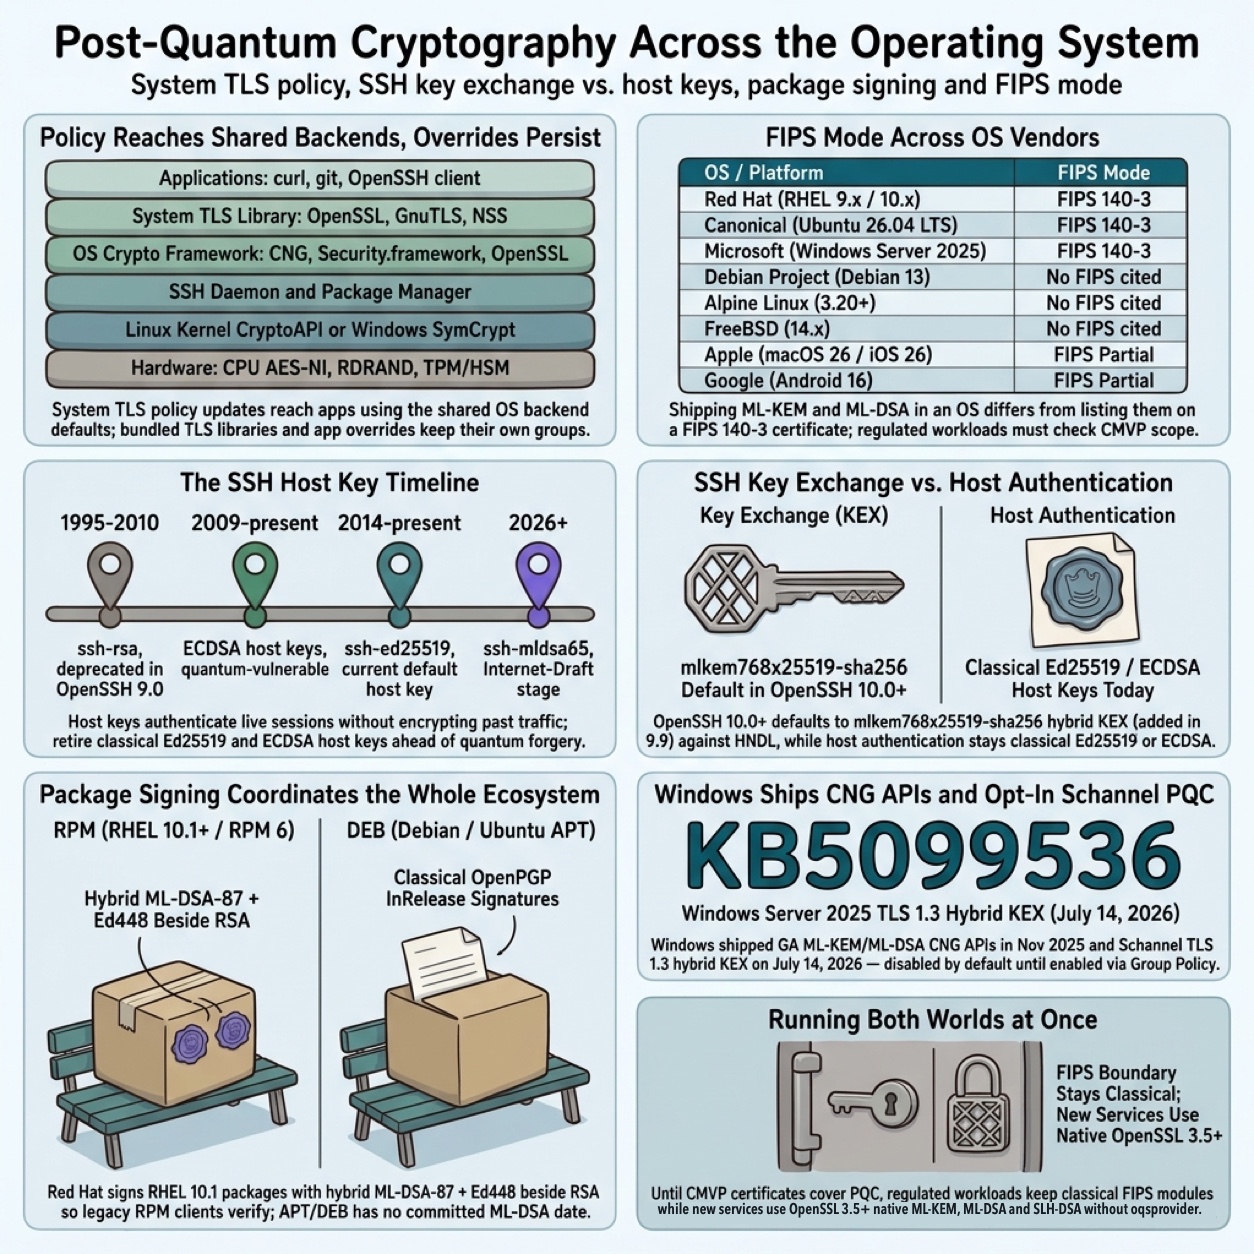 Post-Quantum Cryptography Across the Operating System
System TLS policy, SSH key exchange vs. host keys, package signing and FIPS mode
Policy Reaches Shared Backends, Overrides Persist
Applications: curl, git, OpenSSH client
System TLS Library: OpenSSL, GnuTLS, NSS
OS Crypto Framework: CNG, Security.framework, OpenSSL
SSH Daemon and Package Manager
Linux Kernel CryptoAPI or Windows SymCrypt
Hardware: CPU AES-NI, RDRAND, TPM/HSM
System TLS policy updates reach apps using the shared OS backend
defaults; bundled TLS libraries and app overrides keep their own groups.
FIPS Mode Across OS Vendors
OS / Platform FIPS Mode
Red Hat (RHEL 9.x / 10.x) FIPS 140-3
Canonical (Ubuntu 26.04 LTS) FIPS 140-3
Microsoft (Windows Server 2025) FIPS 140-3
Debian Project (Debian 13) No FIPS cited
Alpine Linux (3.20+) No FIPS cited
FreeBSD (14.x) No FIPS cited
Apple (macOS 26 / iOS 26) FIPS Partial
Google (Android 16) FIPS Partial
Shipping ML-KEM and ML-DSA in an OS differs from listing them on
a FIPS 140-3 certificate; regulated workloads must check CMVP scope.
The SSH Host Key Timeline
1995-2010 2009-present 2014-present 2026+
ssh-rsa, ECDSA host keys, ssh-ed25519, ssh-mldsa65,
deprecated in quantum-vulnerable current default Internet-Draft
OpenSSH 9.0 host key stage
Host keys authenticate live sessions without encrypting past traffic;
retire classical Ed25519 and ECDSA host keys ahead of quantum forgery.
SSH Key Exchange vs. Host Authentication
Key Exchange (KEX) Host Authentication
mlkem768x25519-sha256 Classical Ed25519 / ECDSA
Default in OpenSSH 10.0+ Host Keys Today
OpenSSH 10.0+ defaults to mlkem768x25519-sha256 hybrid KEX (added in
9.9) against HNDL, while host authentication stays classical Ed25519 or ECDSA.
Package Signing Coordinates the Whole Ecosystem
RPM (RHEL 10.1+ / RPM 6) DEB (Debian / Ubuntu APT)
Hybrid ML-DSA-87 +
Ed448 Beside RSA
Classical OpenPGP
InRelease Signatures
Red Hat signs RHEL 10.1 packages with hybrid ML-DSA-87 + Ed448 beside RSA
so legacy RPM clients verify; APT/DEB has no committed ML-DSA date.
Windows Ships CNG APIs and Opt-In Schannel PQC
KB5099536
Windows Server 2025 TLS 1.3 Hybrid KEX (July 14, 2026)
Windows shipped GA ML-KEM/ML-DSA CNG APIs in Nov 2025 and Schannel TLS
1.3 hybrid KEX on July 14, 2026 — disabled by default until enabled via Group Policy.
Running Both Worlds at Once
FIPS Boundary
Stays Classical;
New Services Use
Native OpenSSL 3.5+
Until CMVP certificates cover PQC, regulated workloads keep classical FIPS modules
while new services use OpenSSL 3.5+ native ML-KEM, ML-DSA and SLH-DSA without oqsprovider.